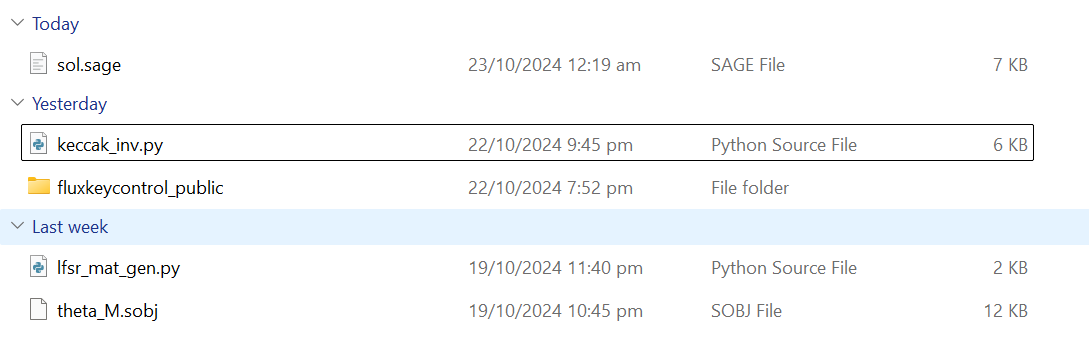 Today
sol.sage 23/10/2024 12:19 am SAGE File 7 KB
Yesterday
keccak_inv.py 22/10/2024 9:45 pm Python Source File 6 KB
fluxkeycontrol_public 22/10/2024 7:52 pm File folder
Last week
lfsr_mat_gen.py 19/10/2024 11:40 pm Python Source File 2 KB
theta_M.sobj 19/10/2024 10:45 pm SOBJ File 12 KB